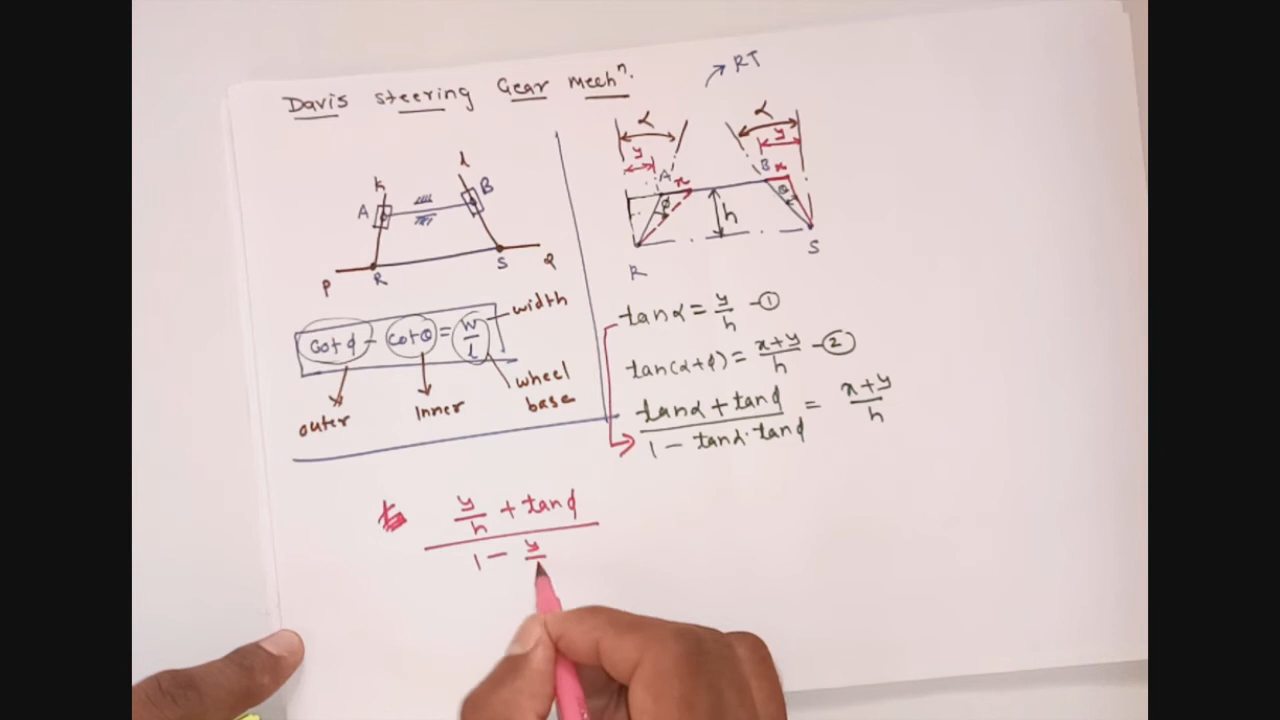 Davis Steering Gear Mechⁿ.
→ RT
k
l
A
B
P
R
S
Q
α
α
y
y
A
x
B
x
ϕ
θ
h
R
S
cot ϕ - cot θ = w/l
width
wheel base
outer
Inner
tan α = y/h - ①
tan(α+ϕ) = x+y/h - ②
tan α + tan ϕ / 1 - tan α · tan ϕ = x+y/h
y/h + tan ϕ
1 - y